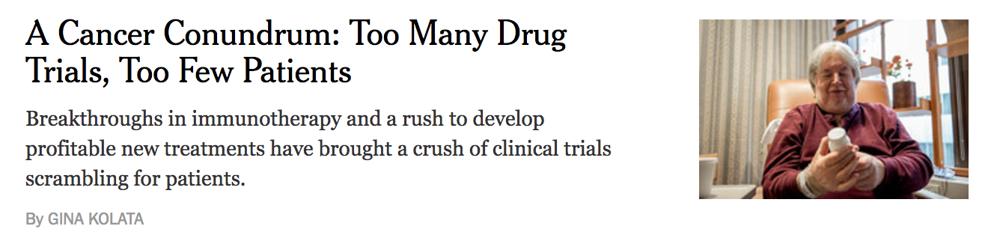 A Cancer Conundrum: Too Many Drug
Trials, Too Few Patients
Breakthroughs in immunotherapy and a rush to develop
profitable new treatments have brought a crush of clinical trials
scrambling for patients.
By GINA KOLATA